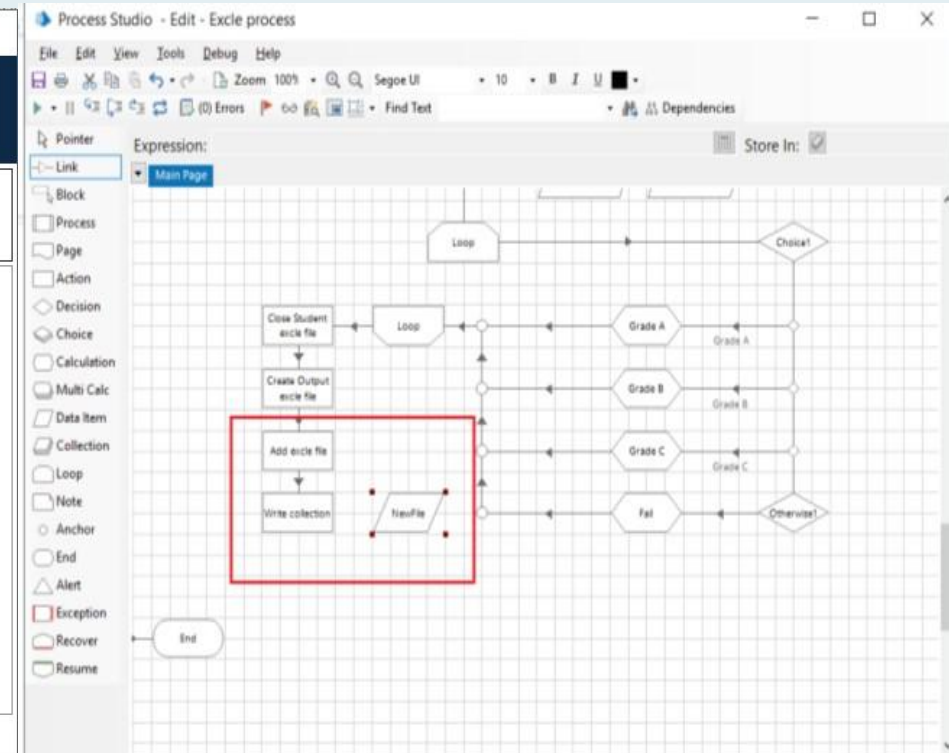 Process Studio - Edit - Excle process
File Edit View Tools Debug Help
Zoom 100% Segoe UI 10 B I U
(0) Errors Find Text Dependencies
Pointer
Link
Block
Process
Page
Action
Decision
Choice
Calculation
Multi Calc
Data Item
Collection
Loop
Note
Anchor
End
Alert
Exception
Recover
Resume
Expression: Store In:
Main Page
Loop
Choice1
Close Student
excle file
Loop
Grade A
Grade A
Create Output
excle file
Grade B
Grade B
Add excle file
Grade C
Grade C
Write collection
NewFile
Fail
Otherwise1
End